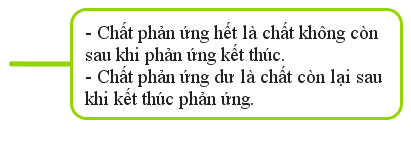 - Chất phản ứng hết là chất không còn
sau khi phản ứng kết thúc.
- Chất phản ứng dư là chất còn lại sau
khi kết thúc phản ứng.